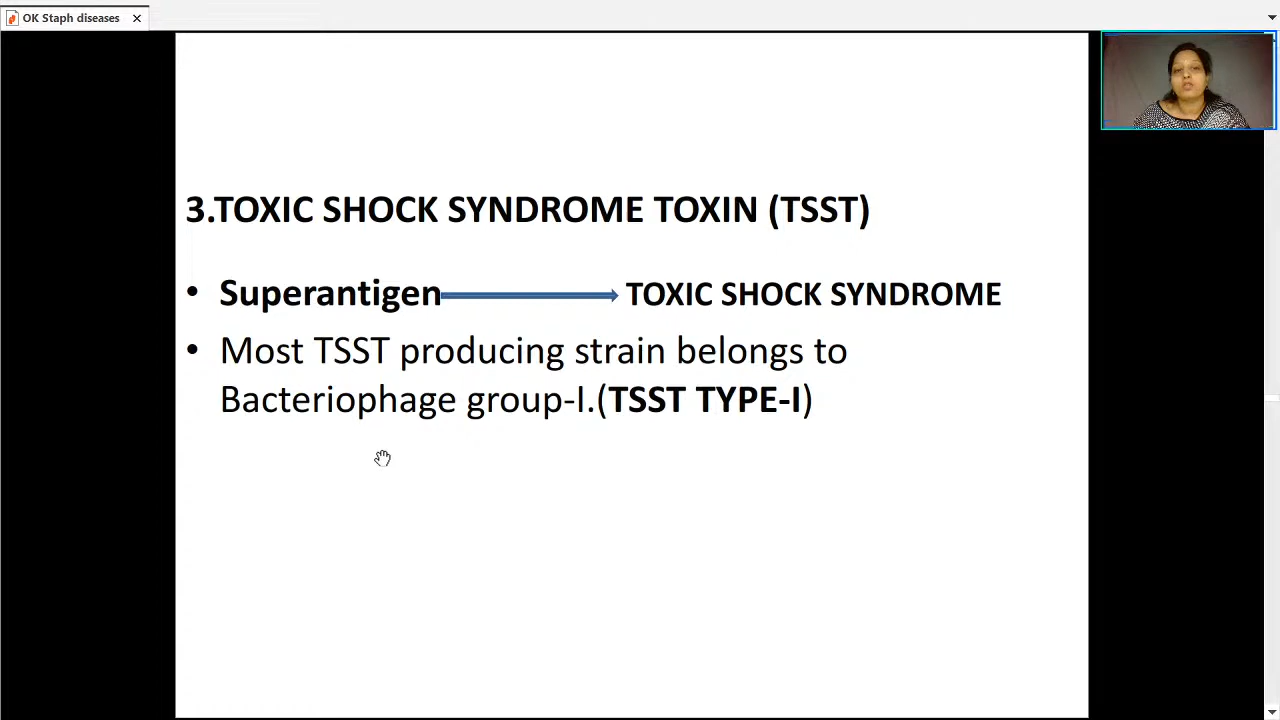 OK Staph diseases
3.TOXIC SHOCK SYNDROME TOXIN (TSST)
• Superantigen TOXIC SHOCK SYNDROME
• Most TSST producing strain belongs to
Bacteriophage group-I.(TSST TYPE-I)